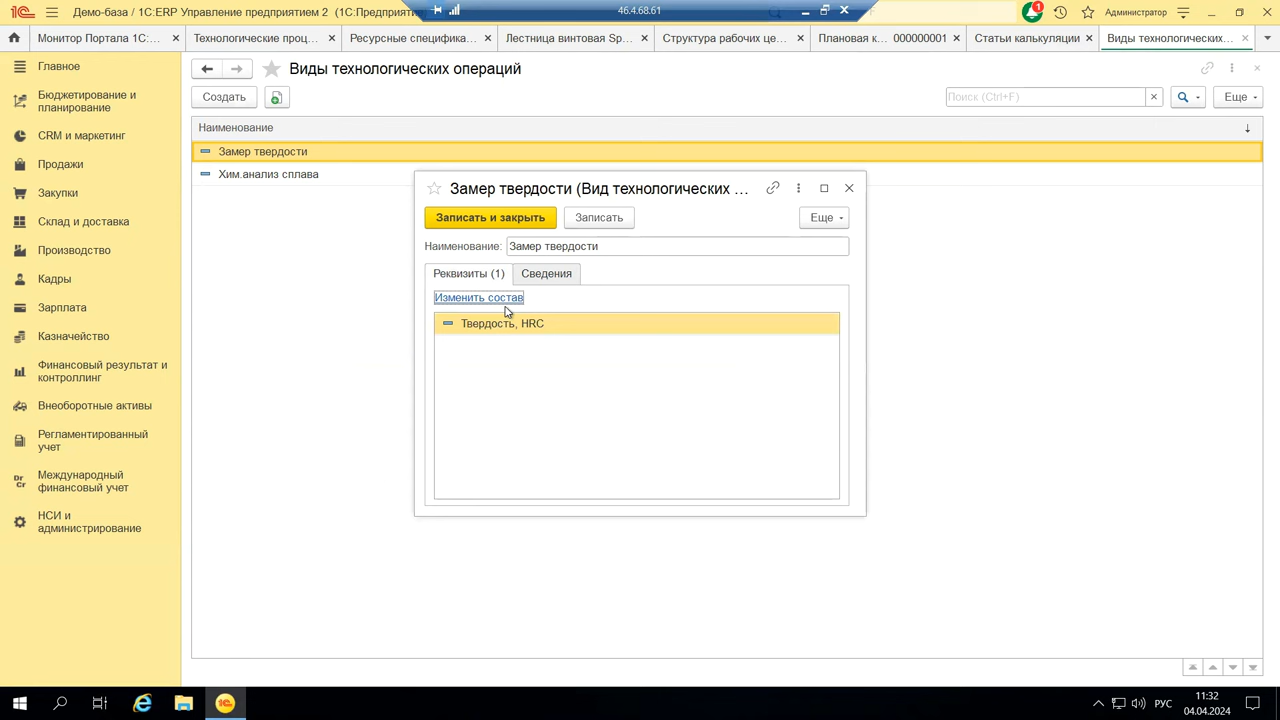 Демо-база / 1С:ERP Управление предприятием 2 (1С:Предприяти
46.4.68.61
1
Администратор
Монитор Портала 1С:...
Технологические проц...
Ресурсные специфика...
Лестница винтовая Sp...
Структура рабочих це...
Плановая к... 000000001
Статьи калькуляции
Виды технологических...
Главное
Бюджетирование и
планирование
CRM и маркетинг
Продажи
Закупки
Склад и доставка
Производство
Кадры
Зарплата
Казначейство
Финансовый результат и
контроллинг
Внеоборотные активы
Регламентированный
учет
Dr
Cr
Международный
финансовый учет
НСИ и
администрирование
Виды технологических операций
Создать
Поиск (Ctrl+F)
Еще
Наименование
Замер твердости
Хим.анализ сплава
Замер твердости (Вид технологических ...
Записать и закрыть
Записать
Еще
Наименование:
Замер твердости
Реквизиты (1)
Сведения
Изменить состав
Твердость, HRC
РУС
11:32
04.04.2024